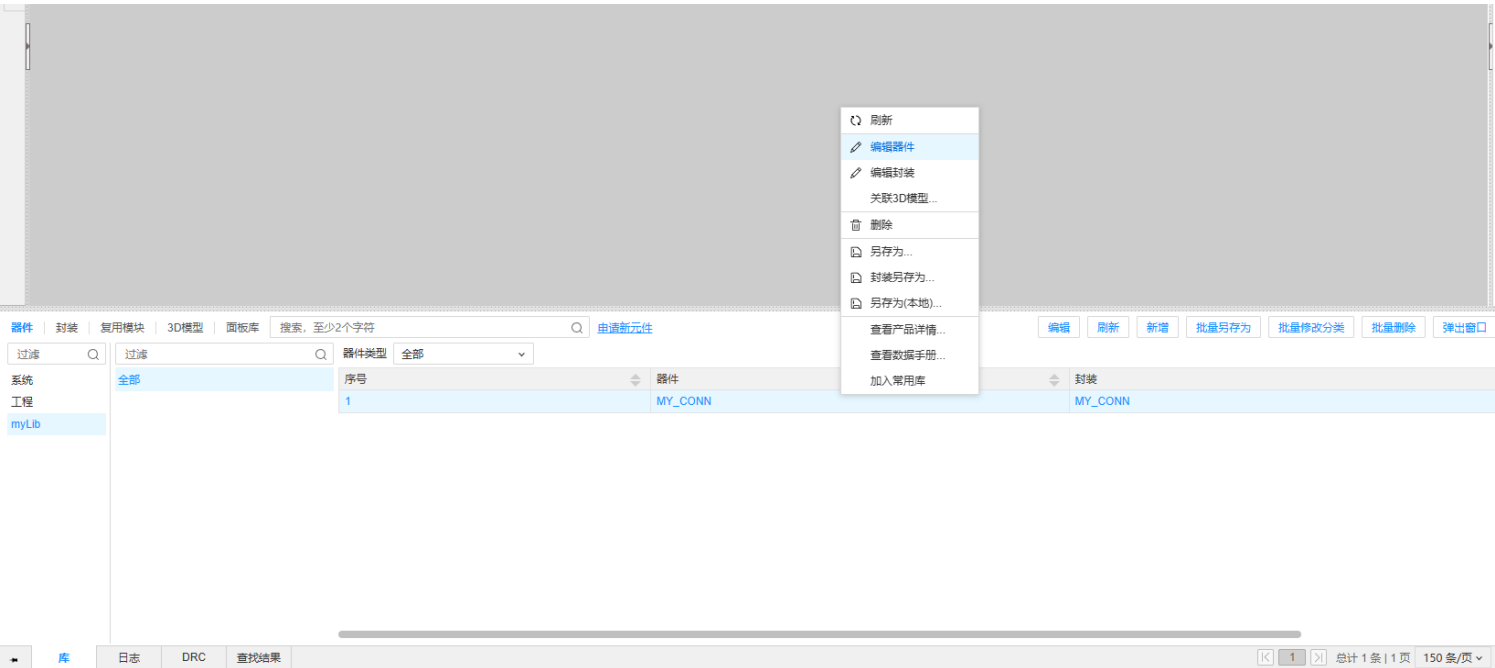 刷新
编辑器件
编辑封装
关联3D模型...
删除
另存为...
封装另存为...
另存为(本地)...
查看产品详情...
查看数据手册...
加入常用库
器件 封装 复用模块 3D模型 面板库 搜索，至少2个字符 申请新元件 编辑 刷新 新增 批量另存为 批量修改分类 批量删除 弹出窗口
过滤 过滤 器件类型 全部
系统 全部 序号 器件 封装
工程 1 MY_CONN MY_CONN
myLib
库 日志 DRC 查找结果 1 总计 1 条 | 1 页 150 条/页